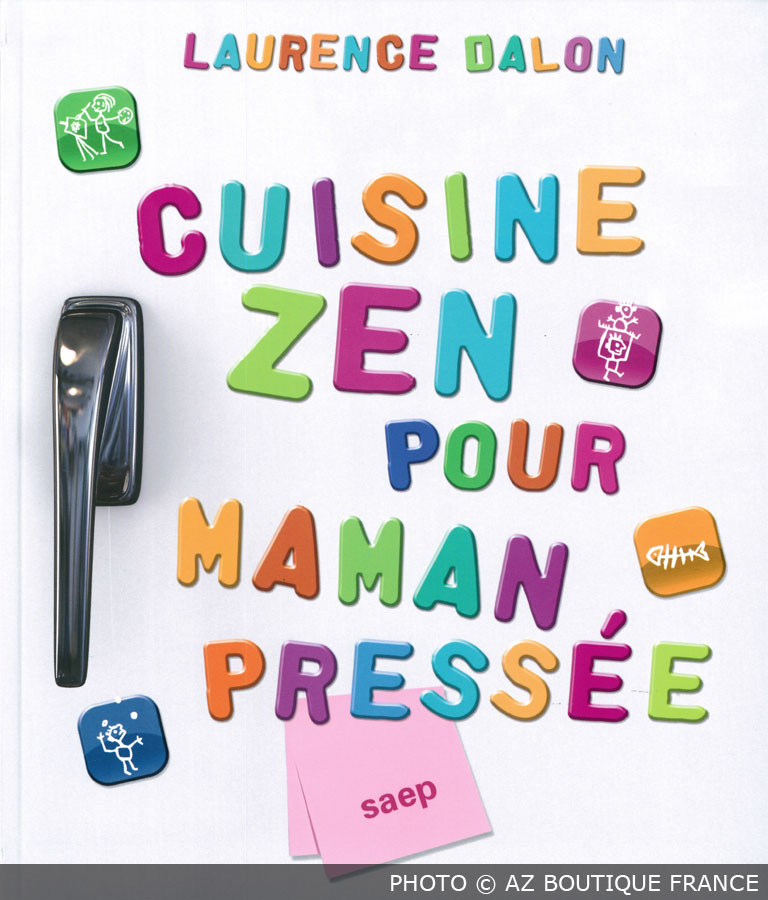 LAURENCE DALON
CUISINE
ZEN
POUR
MAMAN
PRESSÉE
saep
PHOTO © AZ BOUTIQUE FRANCE